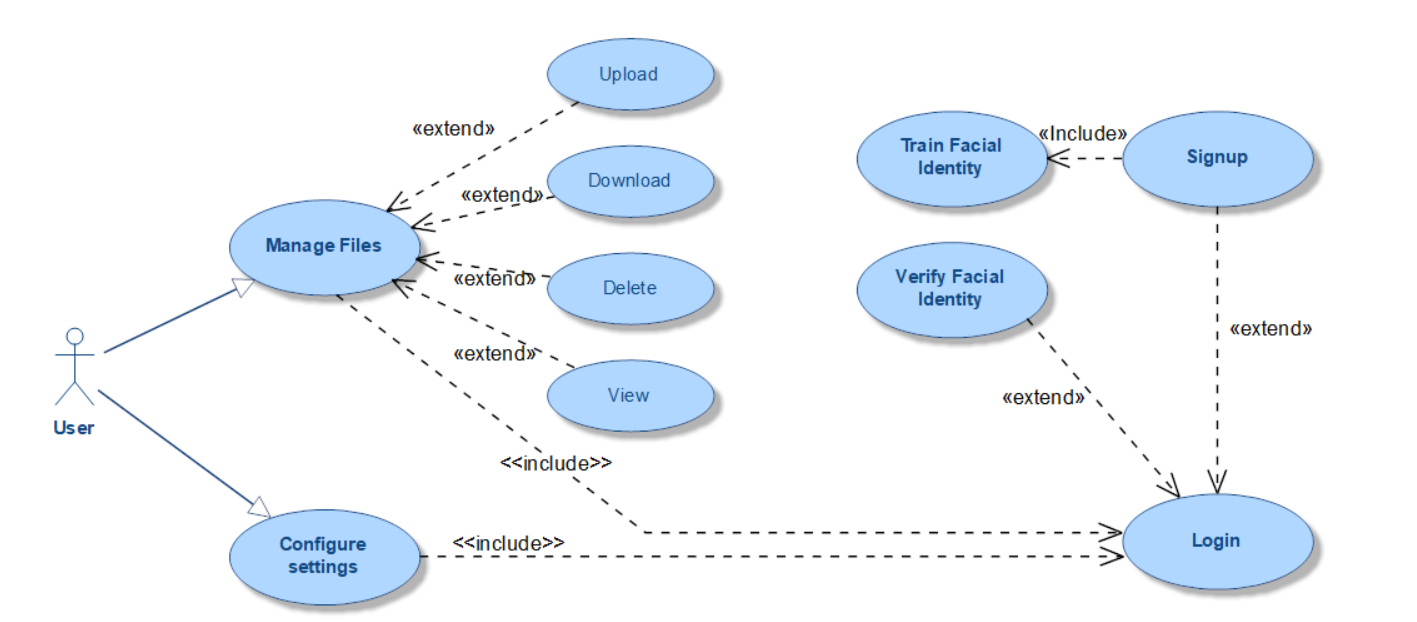 Upload
«extend»
Download
«extend»
Manage Files
«extend»
Delete
«extend»
View
User
<<include>>
Configure
settings
<<include>>
Train Facial
Identity
«Include»
Signup
Verify Facial
Identity
«extend»
«extend»
Login